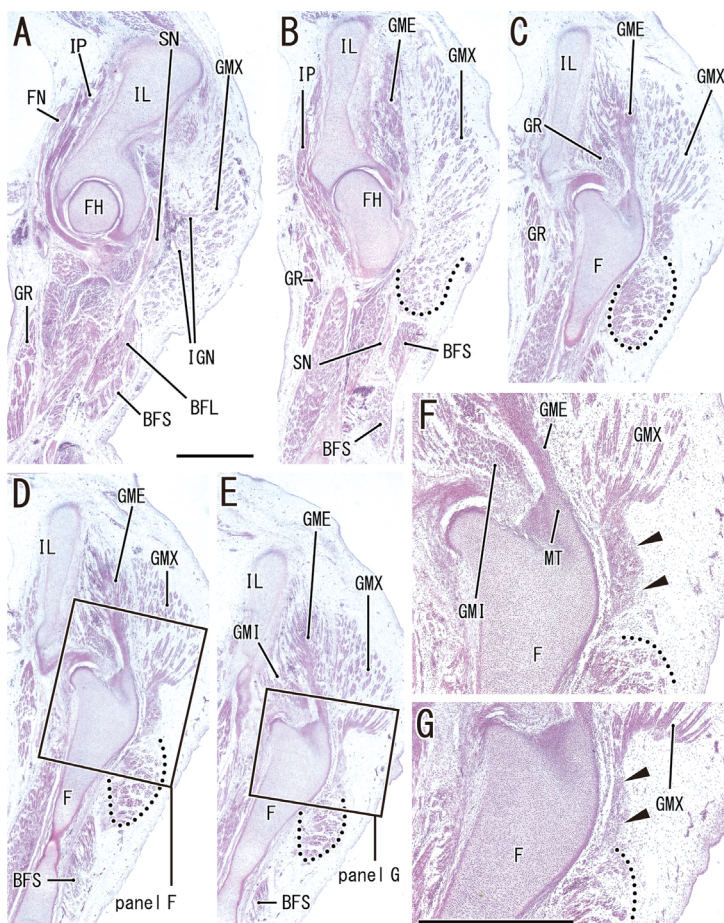 A
IP
SN
FN
IL
GMX
FH
GR
IGN
BFL
BFS
B
IL
GME
GMX
IP
FH
GR
SN
BFS
BFS
C
GME
IL
GMX
GR
GR
F
D
GME
IL
GMX
F
BFS
panel F
E
GME
IL
GMX
GMI
F
BFS
panel G
F
GME
GMX
MT
GMI
F
G
GMX
F